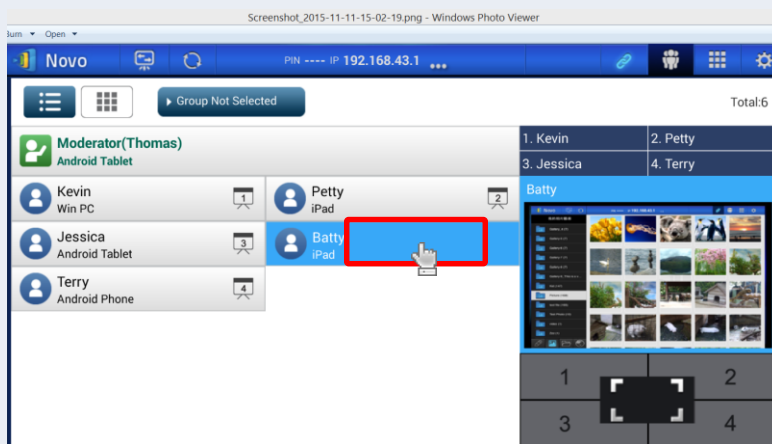 Screenshot_2015-11-11-15-02-19.png - Windows Photo Viewer
Burn Open
Novo PIN ---- IP 192.168.43.1 ...
Group Not Selected Total:6
Moderator(Thomas)
Android Tablet
1. Kevin 2. Petty
3. Jessica 4. Terry
Kevin
Win PC
1
Petty
iPad
2
Jessica
Android Tablet
3
Batty
iPad
Terry
Android Phone
4
Batty
1 2
3 4